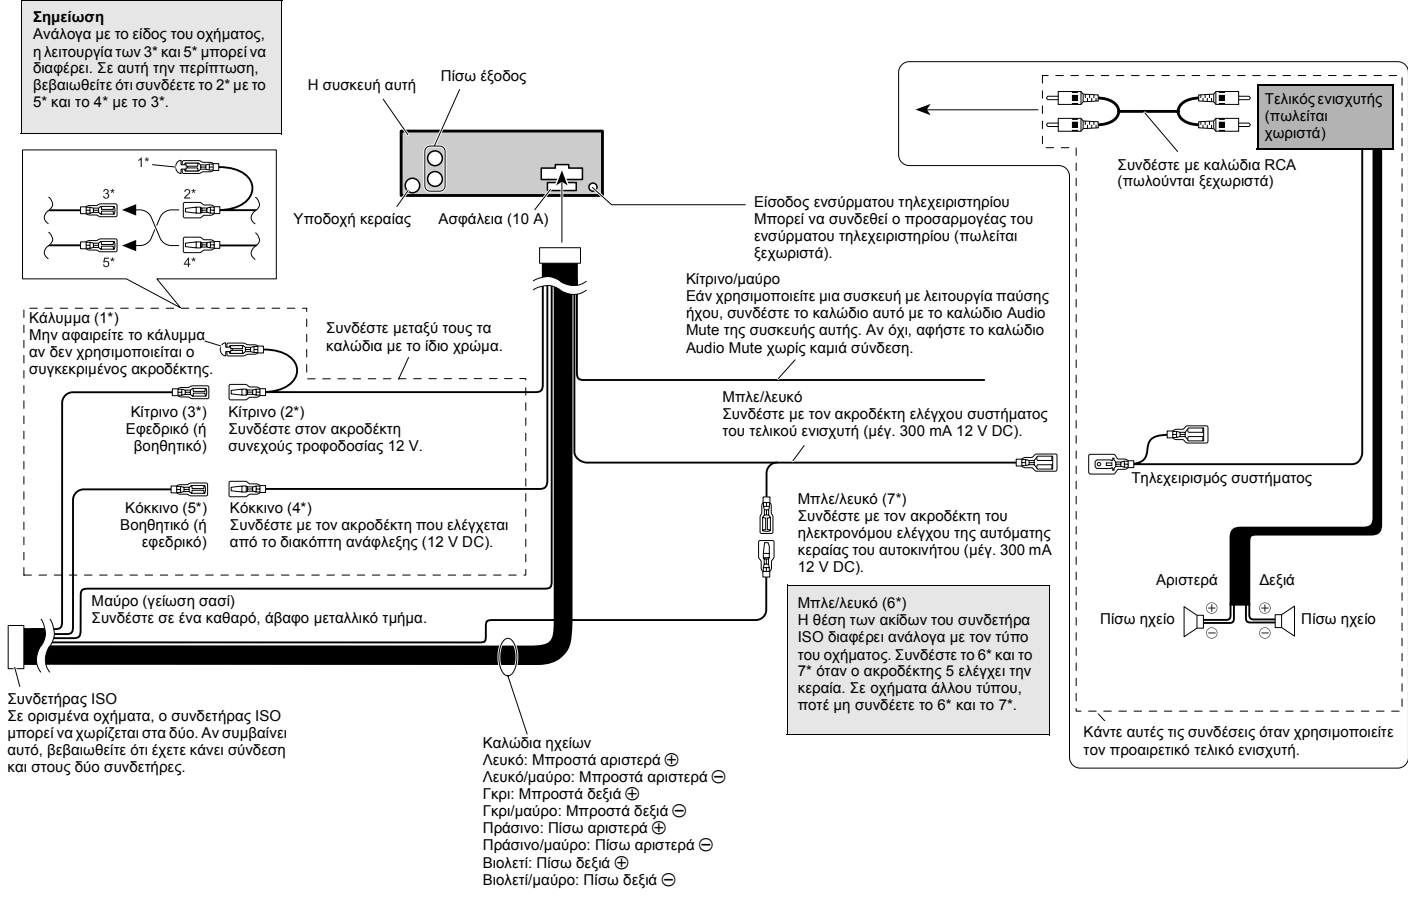 Σημείωση
Ανάλογα με το είδος του οχήματος,
η λειτουργία των 3* και 5* μπορεί να
διαφέρει. Σε αυτή την περίπτωση,
βεβαιωθείτε ότι συνδέετε το 2* με το
5* και το 4* με το 3*.
1*
3*
2*
5*
4*
Η συσκευή αυτή
Πίσω έξοδος
Υποδοχή κεραίας
Ασφάλεια (10 A)
Είσοδος ενσύρματου τηλεχειριστηρίου
Μπορεί να συνδεθεί ο προσαρμογέας του
ενσύρματου τηλεχειριστηρίου (πωλείται
ξεχωριστά).
Κίτρινο/μαύρο
Εάν χρησιμοποιείτε μια συσκευή με λειτουργία παύσης
ήχου, συνδέστε το καλώδιο αυτό με το καλώδιο Audio
Mute της συσκευής αυτής. Αν όχι, αφήστε το καλώδιο
Audio Mute χωρίς καμιά σύνδεση.
Κάλυμμα (1*)
Μην αφαιρείτε το κάλυμμα
αν δεν χρησιμοποιείται ο
συγκεκριμένος ακροδέκτης.
Συνδέστε μεταξύ τους τα
καλώδια με το ίδιο χρώμα.
Κίτρινο (3*)
Εφεδρικό (ή
βοηθητικό)
Κίτρινο (2*)
Συνδέστε στον ακροδέκτη
συνεχούς τροφοδοσίας 12 V.
Κόκκινο (5*)
Βοηθητικό (ή
εφεδρικό)
Κόκκινο (4*)
Συνδέστε με τον ακροδέκτη που ελέγχεται
από το διακόπτη ανάφλεξης (12 V DC).
Μαύρο (γείωση σασί)
Συνδέστε σε ένα καθαρό, άβαφο μεταλλικό τμήμα.
Συνδετήρας ISO
Σε ορισμένα οχήματα, ο συνδετήρας ISO
μπορεί να χωρίζεται στα δύο. Αν συμβαίνει
αυτό, βεβαιωθείτε ότι έχετε κάνει σύνδεση
και στους δύο συνδετήρες.
Μπλε/λευκό
Συνδέστε με τον ακροδέκτη ελέγχου συστήματος
του τελικού ενισχυτή (μέγ. 300 mA 12 V DC).
Μπλε/λευκό (7*)
Συνδέστε με τον ακροδέκτη του
ηλεκτρονόμου ελέγχου της αυτόματης
κεραίας του αυτοκινήτου (μέγ. 300 mA
12 V DC).
Μπλε/λευκό (6*)
Η θέση των ακίδων του συνδετήρα
ISO διαφέρει ανάλογα με τον τύπο
του οχήματος. Συνδέστε το 6* και το
7* όταν ο ακροδέκτης 5 ελέγχει την
κεραία. Σε οχήματα άλλου τύπου,
ποτέ μη συνδέετε το 6* και το 7*.
Καλώδια ηχείων
Λευκό: Μπροστά αριστερά ⊕
Λευκό/μαύρο: Μπροστά αριστερά ⊖
Γκρι: Μπροστά δεξιά ⊕
Γκρι/μαύρο: Μπροστά δεξιά ⊖
Πράσινο: Πίσω αριστερά ⊕
Πράσινο/μαύρο: Πίσω αριστερά ⊖
Βιολετί: Πίσω δεξιά ⊕
Βιολετί/μαύρο: Πίσω δεξιά ⊖
Τελικός ενισχυτής
(πωλείται
χωριστά)
Συνδέστε με καλώδια RCA
(πωλούνται ξεχωριστά)
Τηλεχειρισμός συστήματος
Αριστερά
Δεξιά
Πίσω ηχείο
⊕
⊖
⊕
⊖
Πίσω ηχείο
Κάντε αυτές τις συνδέσεις όταν χρησιμοποιείτε
τον προαιρετικό τελικό ενισχυτή.